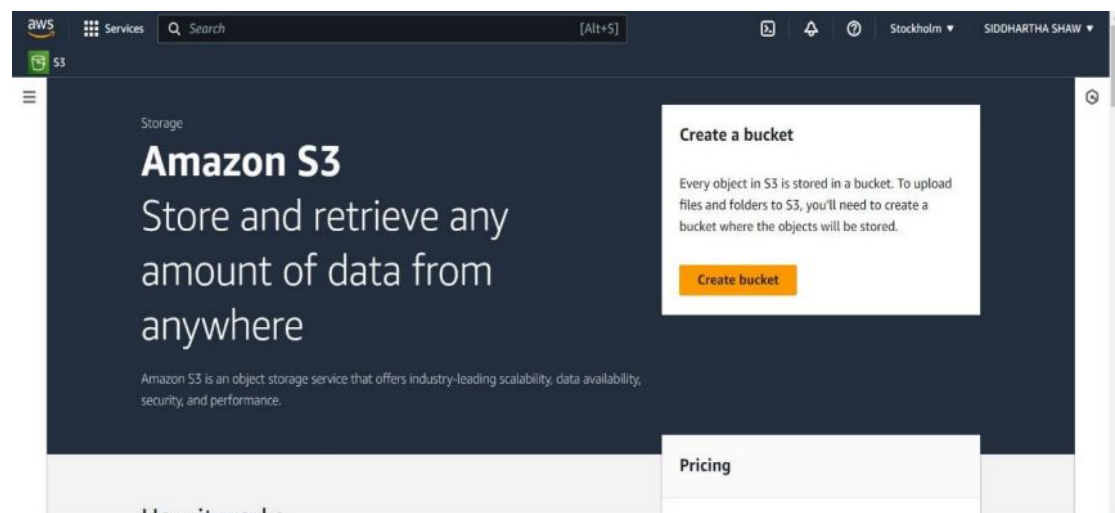 aws
Services
Search
[Alt+S]
Stockholm
SIDDHARTHA SHAW
S3
Storage
Amazon S3
Store and retrieve any
amount of data from
anywhere
Amazon S3 is an object storage service that offers industry-leading scalability, data availability,
security, and performance.
Create a bucket
Every object in S3 is stored in a bucket. To upload
files and folders to S3, you'll need to create a
bucket where the objects will be stored.
Create bucket
Pricing